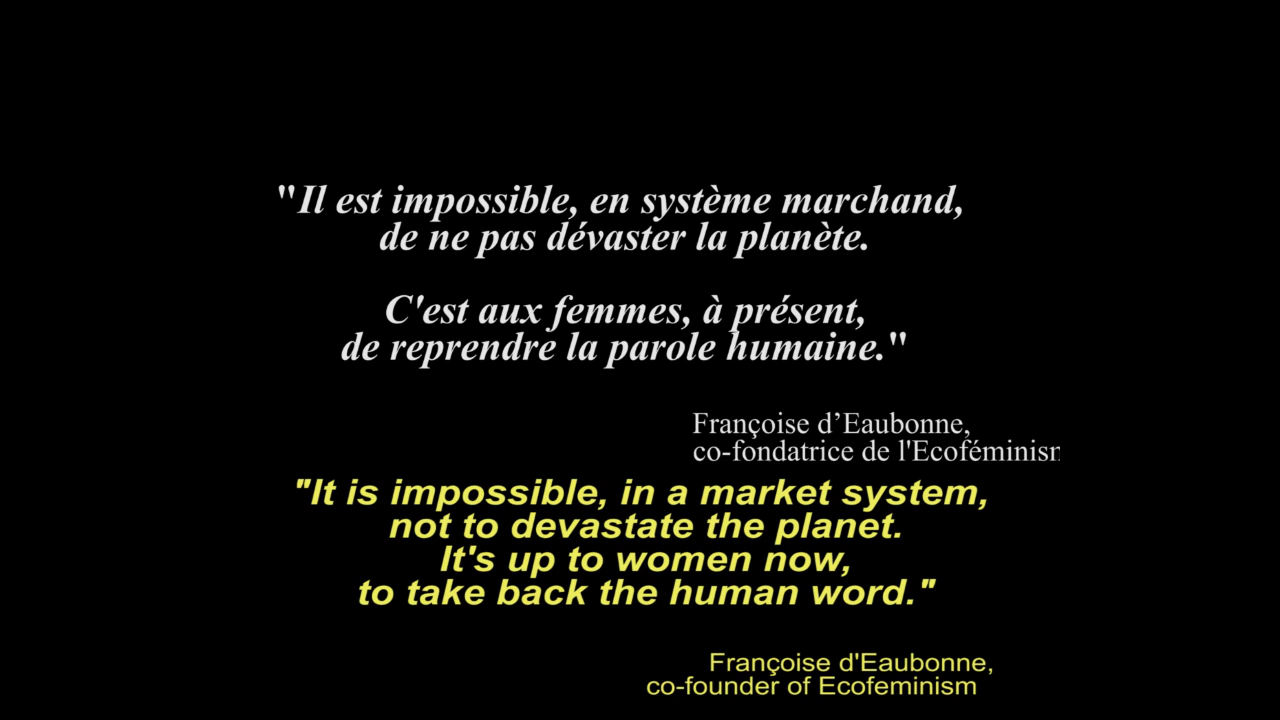 "Il est impossible, en système marchand,
de ne pas dévaster la planète.
C'est aux femmes, à présent,
de reprendre la parole humaine."
Françoise d’Eaubonne,
co-fondatrice de l'Ecoféminism
"It is impossible, in a market system,
not to devastate the planet.
It's up to women now,
to take back the human word."
Françoise d'Eaubonne,
co-founder of Ecofeminism